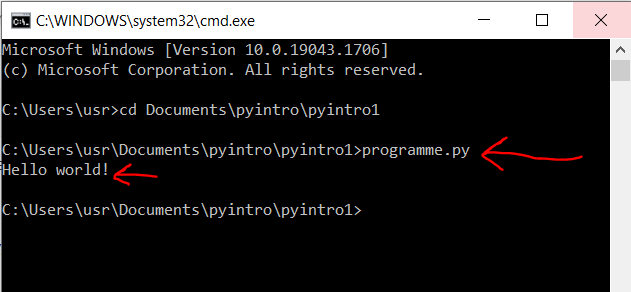 C:\WINDOWS\system32\cmd.exe
Microsoft Windows [Version 10.0.19043.1706]
(c) Microsoft Corporation. All rights reserved.
C:\Users\usr>cd Documents\pyintro\pyintro1
C:\Users\usr\Documents\pyintro\pyintro1>programme.py
Hello world!
C:\Users\usr\Documents\pyintro\pyintro1>